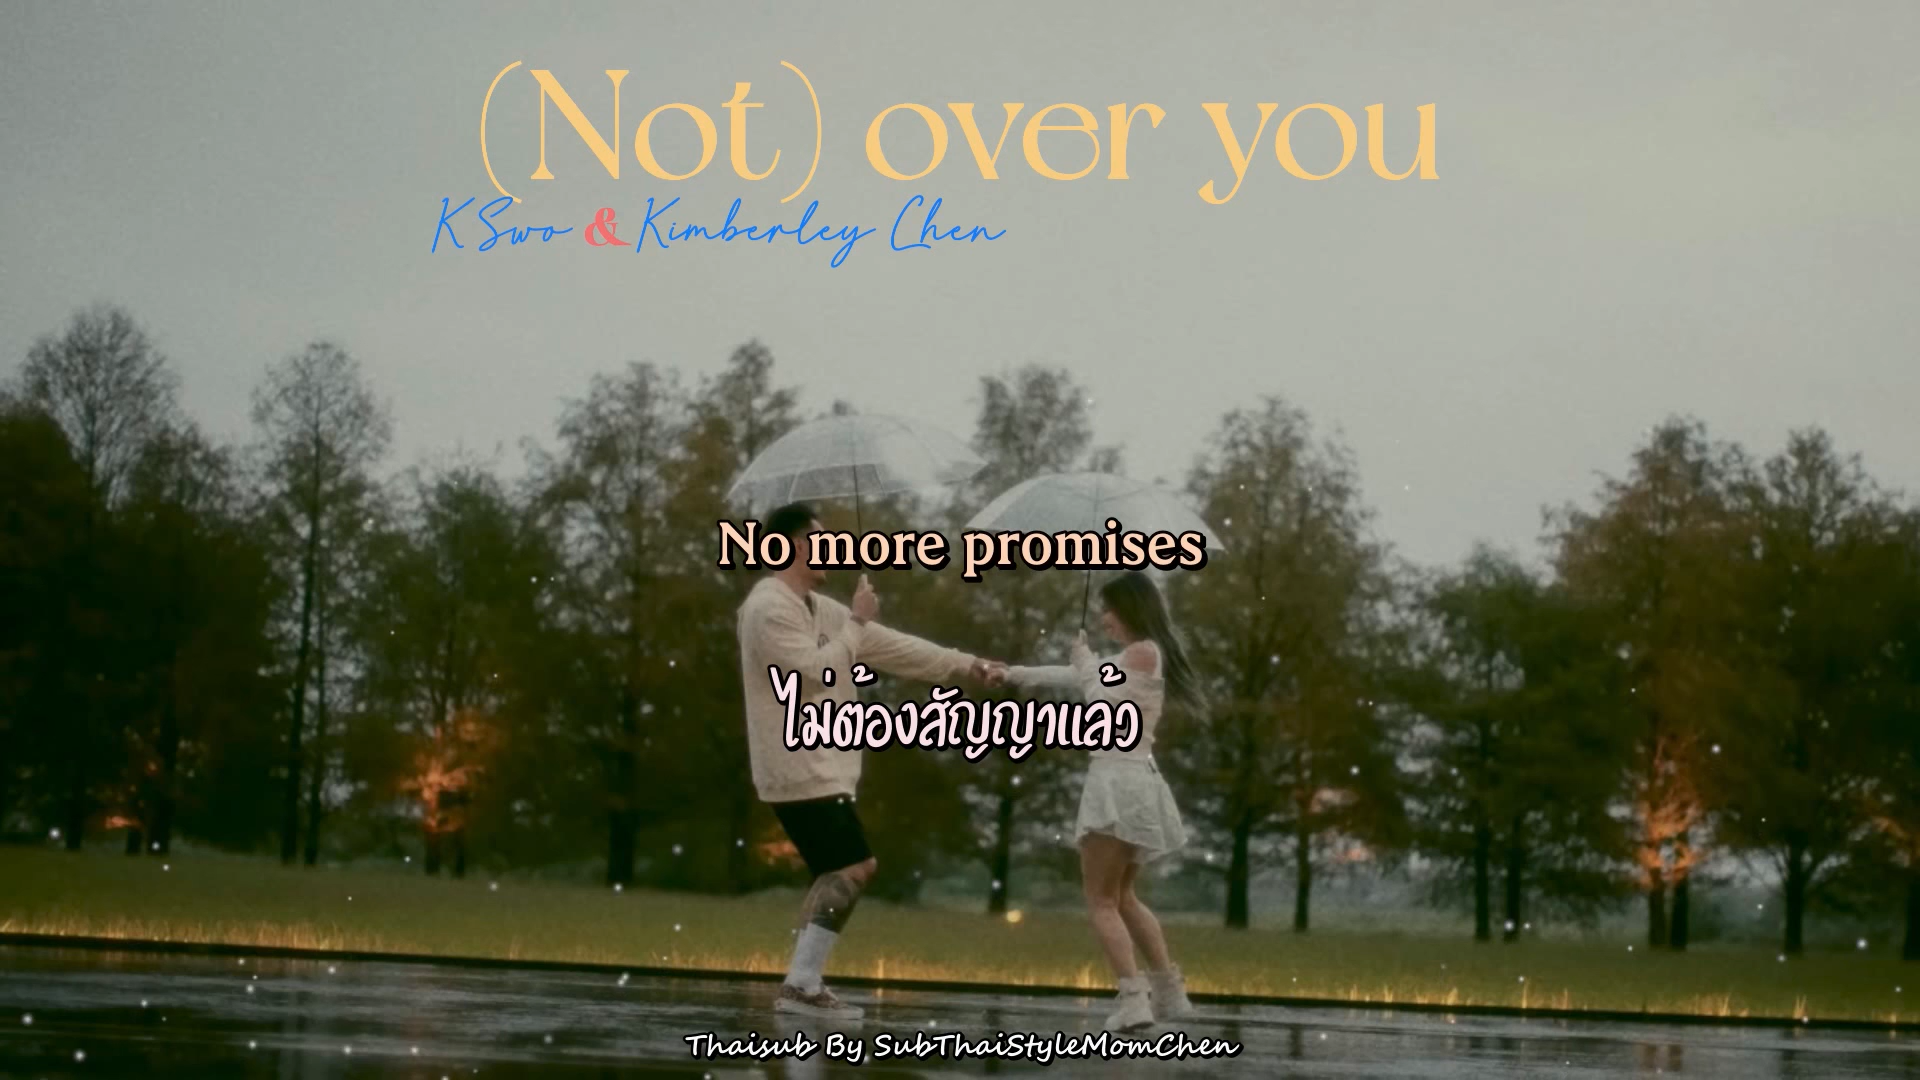 (Not) over you
KSwo & Kimberley Chen
No more promises
ไม่ต้องสัญญาแล้ว
Thaisub By SubThaiStyleMomChen